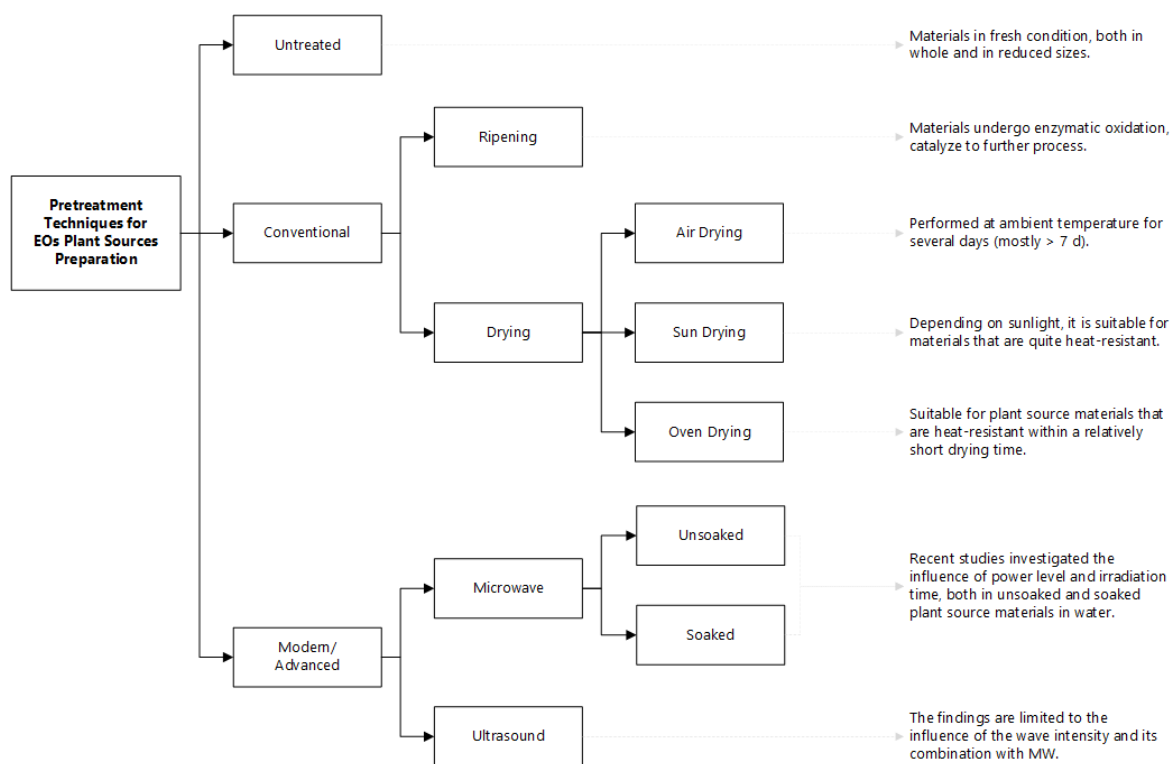 Untreated
Materials in fresh condition, both in
whole and in reduced sizes.
Ripening
Materials undergo enzymatic oxidation,
catalyze to further process.
Pretreatment
Techniques for
EOs Plant Sources
Preparation
Conventional
Air Drying
Performed at ambient temperature for
several days (mostly > 7 d).
Drying
Sun Drying
Depending on sunlight, it is suitable for
materials that are quite heat-resistant.
Oven Drying
Suitable for plant source materials that
are heat-resistant within a relatively
short drying time.
Unsoaked
Microwave
Recent studies investigated the
influence of power level and irradiation
time, both in unsoaked and soaked
plant source materials in water.
Soaked
Modern/
Advanced
Ultrasound
The findings are limited to the
influence of the wave intensity and its
combination with MW.